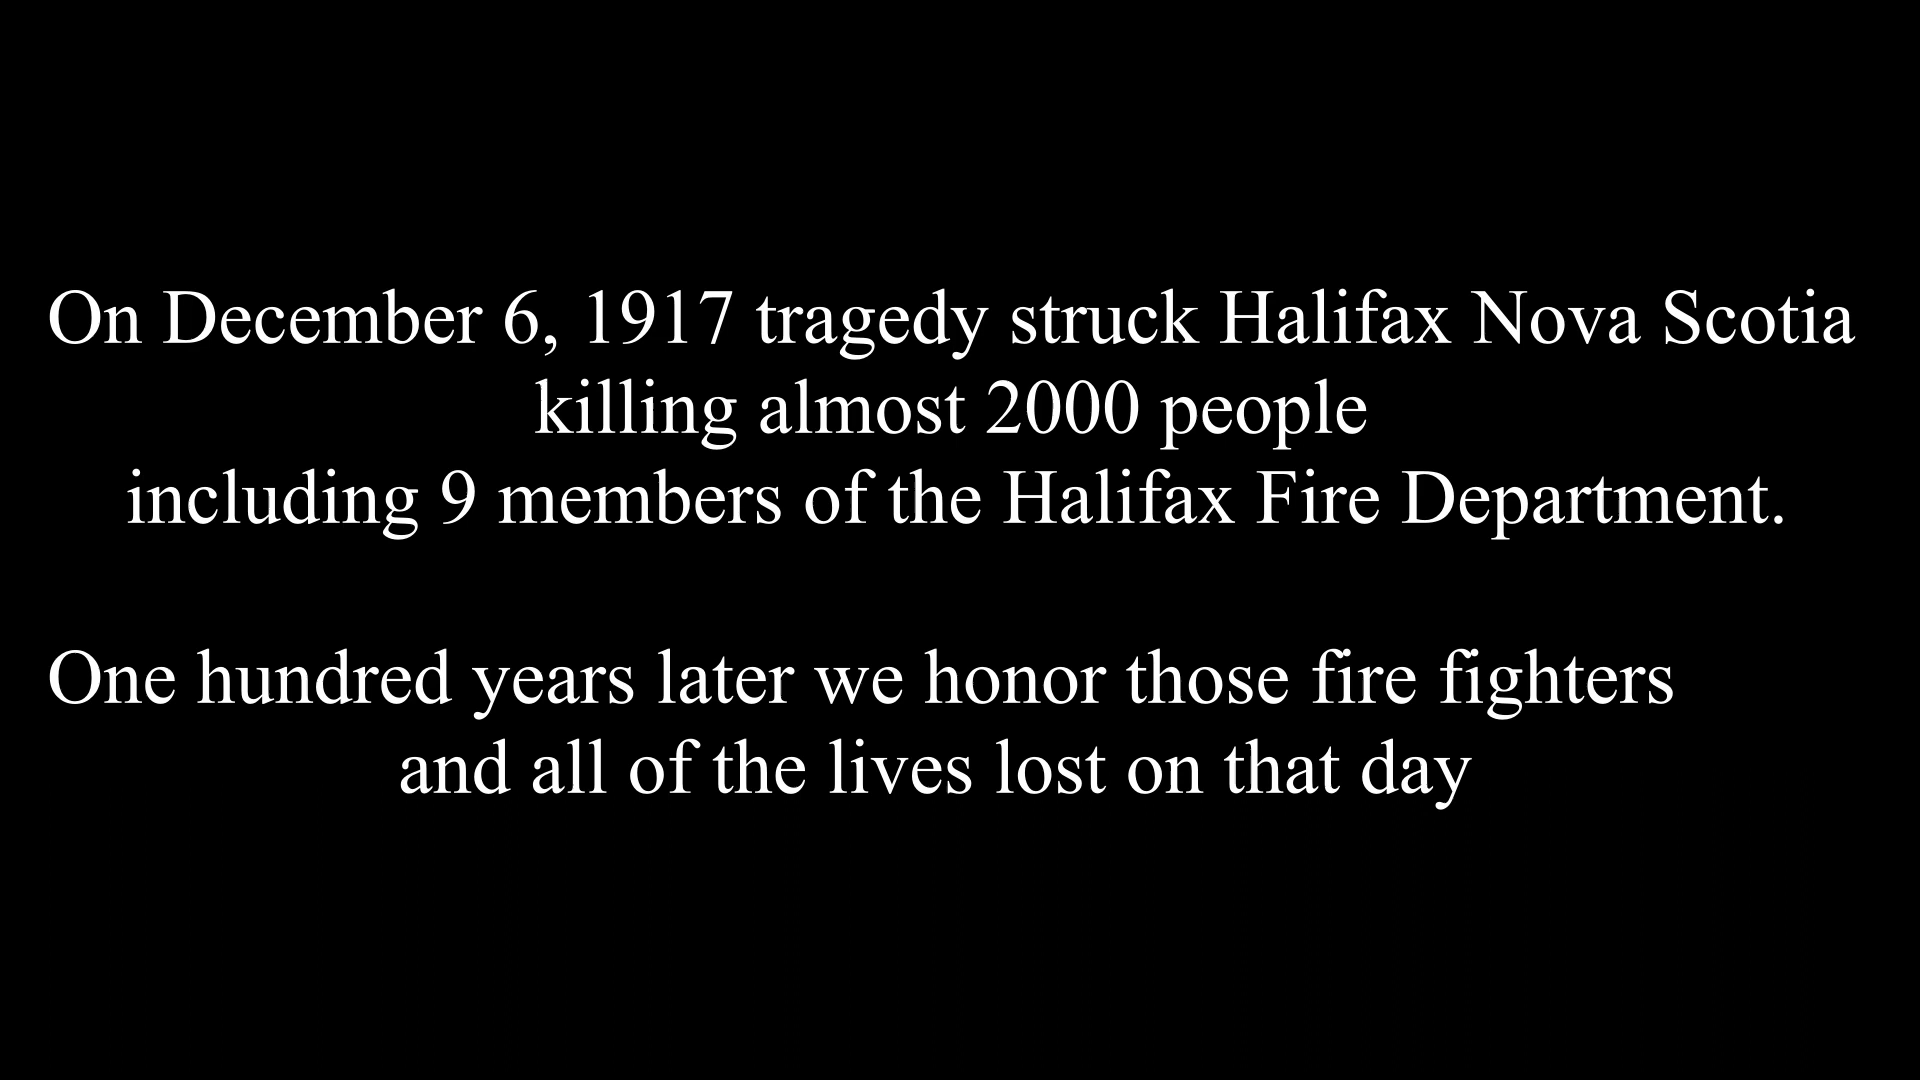 On December 6, 1917 tragedy struck Halifax Nova Scotia
killing almost 2000 people
including 9 members of the Halifax Fire Department.
One hundred years later we honor those fire fighters
and all of the lives lost on that day